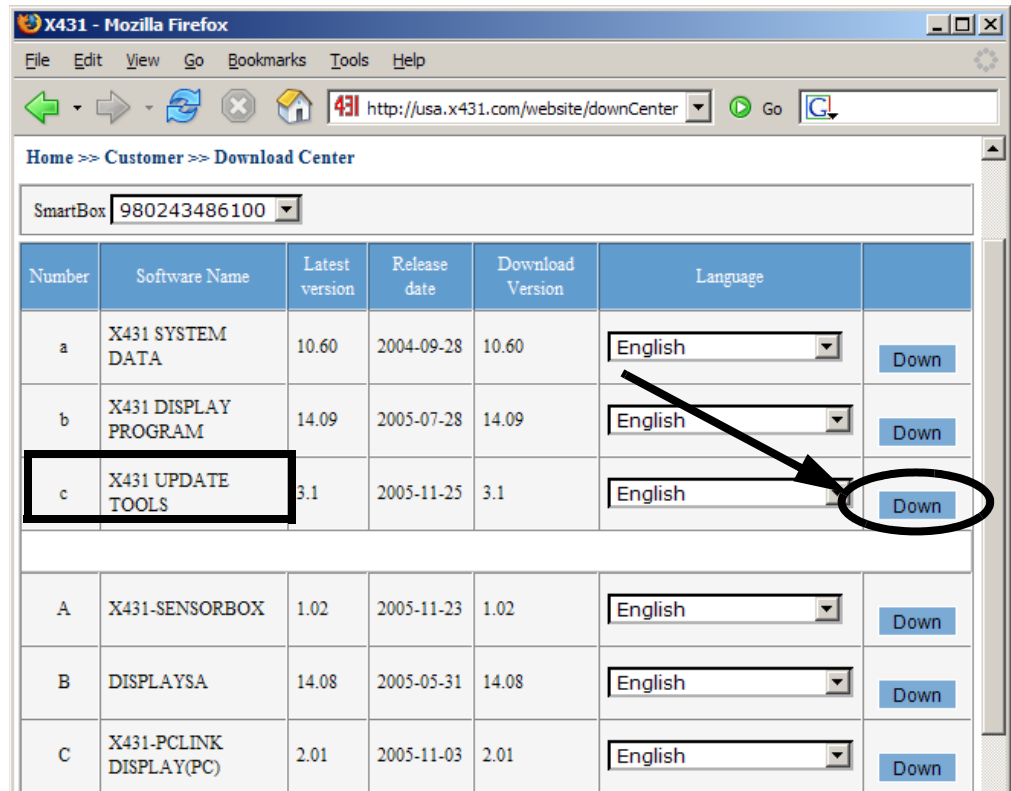 X431 - Mozilla Firefox
File Edit View Go Bookmarks Tools Help
431 http://usa.x431.com/website/downCenter Go G
Home >> Customer >> Download Center
SmartBox 980243486100
Number Software Name Latest version Release date Download Version Language
a X431 SYSTEM DATA 10.60 2004-09-28 10.60 English Down
b X431 DISPLAY PROGRAM 14.09 2005-07-28 14.09 English Down
c X431 UPDATE TOOLS 3.1 2005-11-25 3.1 English Down
A X431-SENSORBOX 1.02 2005-11-23 1.02 English Down
B DISPLAYSA 14.08 2005-05-31 14.08 English Down
C X431-PCLINK DISPLAY(PC) 2.01 2005-11-03 2.01 English Down